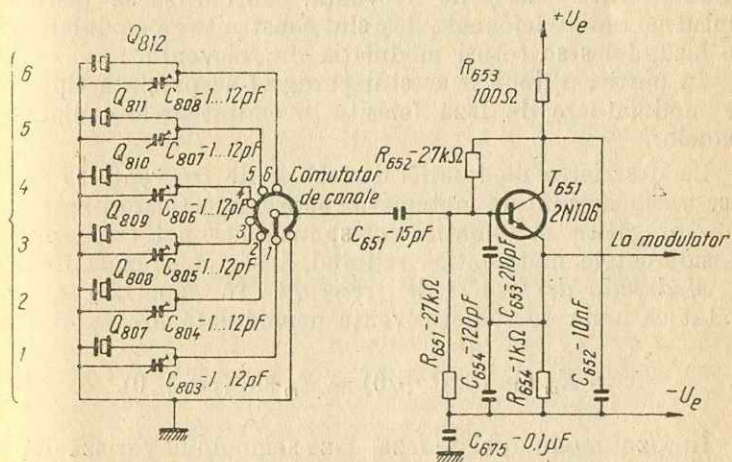 +Ue
Q812
R653
100Ω
6
C808-1...12pF
Q811
5
C807-1...12pF
R652-27kΩ
Q810
5 6
Comutator
de canale
T651
2N106
4
C806-1...12pF
4
Q809
3
C651-15pF
La modulator
3
C805-1...12pF
2
1
C653-210pF
Q808
2
C804-1...12pF
R651-27kΩ
C654-120pF
R654-1kΩ
C652-10nF
Q807
1
C803-1...12pF
-Ue
C675-0.1μF